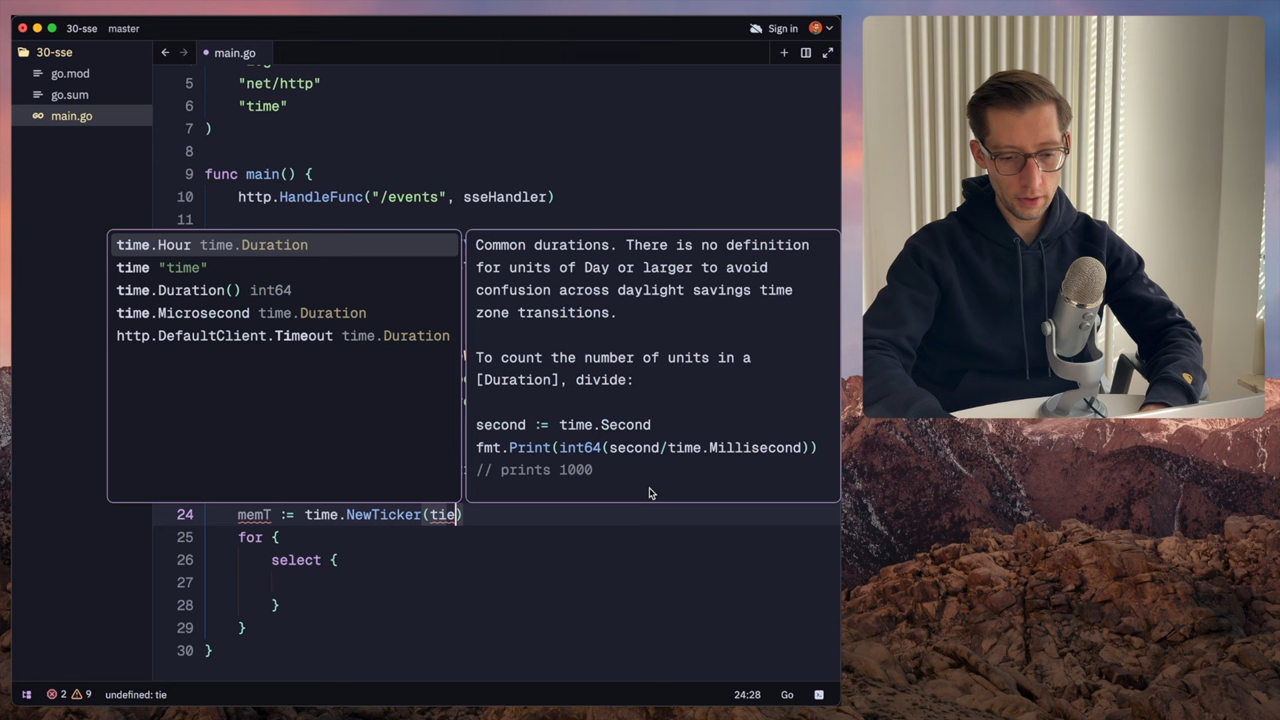 30-sse master
Sign in
30-sse
go.mod
go.sum
main.go
main.go
5 "net/http"
6 "time"
7 )
8
9 func main() {
10 http.HandleFunc("/events", sseHandler)
11
time.Hour time.Duration
time "time"
time.Duration() int64
time.Microsecond time.Duration
http.DefaultClient.Timeout time.Duration
Common durations. There is no definition
for units of Day or larger to avoid
confusion across daylight savings time
zone transitions.
To count the number of units in a
[Duration], divide:
second := time.Second
fmt.Print(int64(second/time.Millisecond))
// prints 1000
24 memT := time.NewTicker(tie)
25 for {
26 select {
27
28 }
29 }
30 }
2 9 undefined: tie
24:28 Go